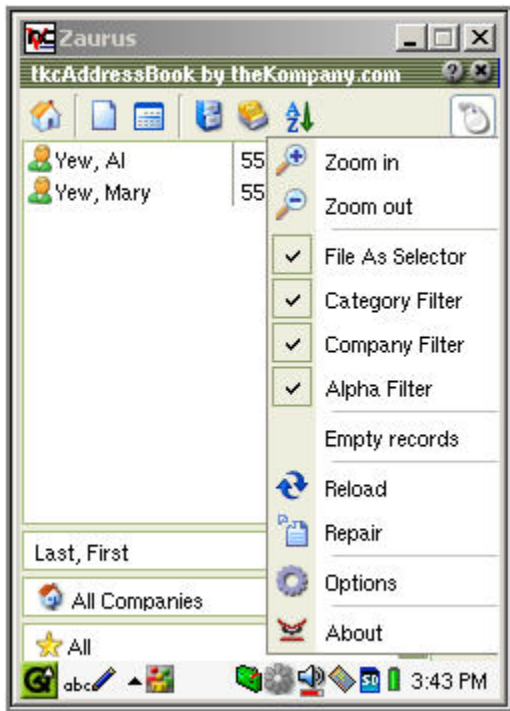 Zaurus
tkcAddressBook by theKompany.com
Yew, Al 55
Yew, Mary 55
Zoom in
Zoom out
File As Selector
Category Filter
Company Filter
Alpha Filter
Empty records
Reload
Repair
Options
About
Last, First
All Companies
All
abc SD 3:43 PM